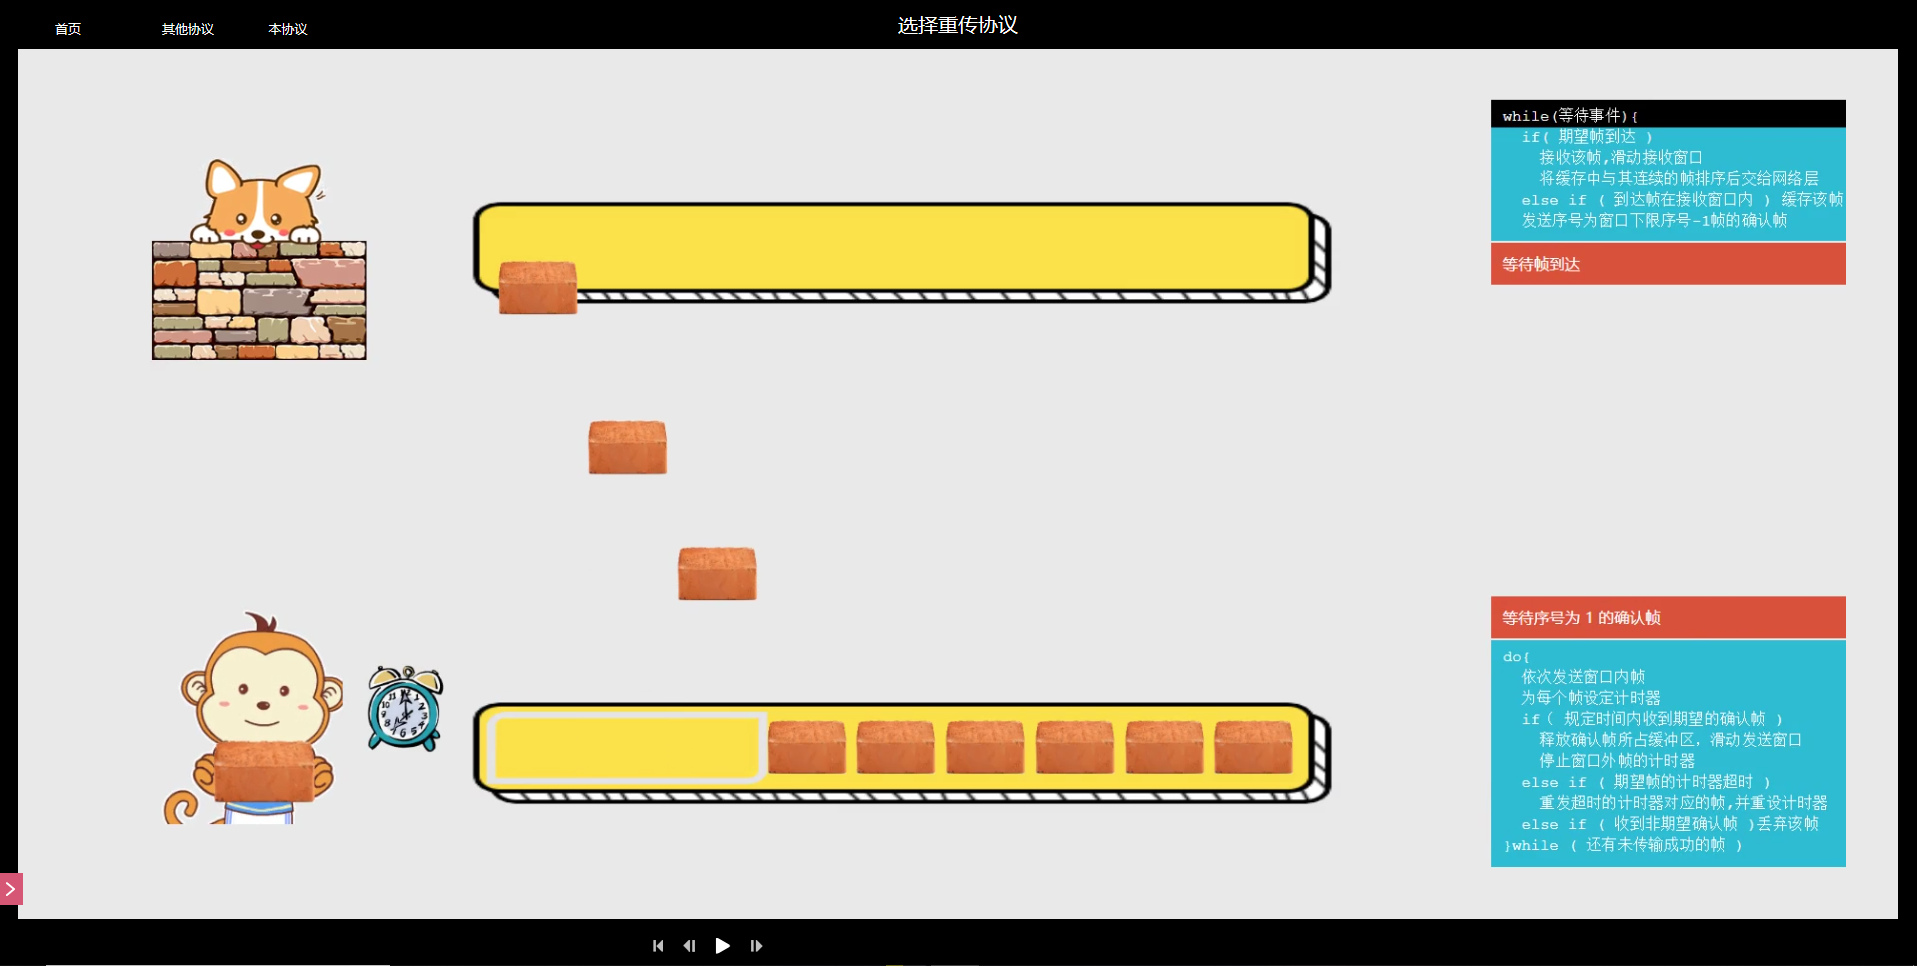 首页
其他协议
本协议
选择重传协议
while(等待事件){
if( 期望帧到达 )
接收该帧,滑动接收窗口
将缓存中与其连续的帧排序后交给网络层
else if ( 到达帧在接收窗口内 ) 缓存该帧
发送序号为窗口下限序号-1帧的确认帧
等待帧到达
等待序号为 1 的确认帧
do{
依次发送窗口内帧
为每个帧设定计时器
if( 规定时间内收到期望的确认帧 )
释放确认帧所占缓冲区，滑动发送窗口
停止窗口外帧的计时器
else if ( 期望帧的计时器超时 )
重发超时的计时器对应的帧,并重设计时器
else if ( 收到非期望确认帧 )丢弃该帧
}while ( 还有未传输成功的帧 )